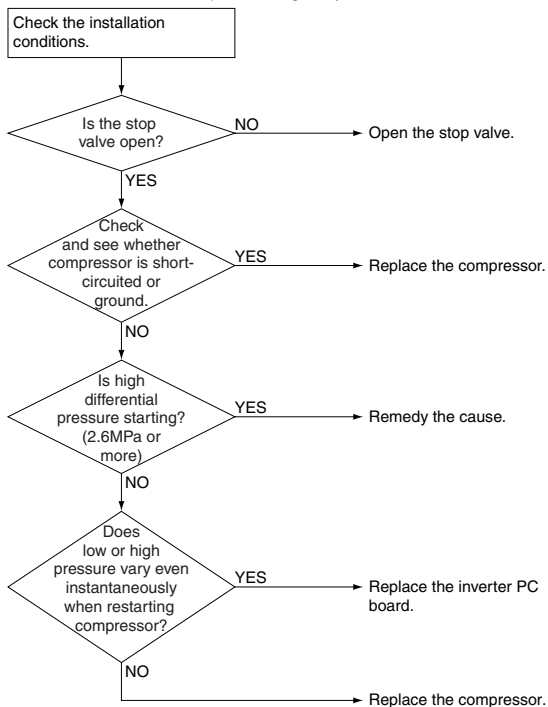 Check the installation
conditions.
Is the stop
valve open?
NO
Open the stop valve.
YES
Check
and see whether
compressor is short-
circuited or
ground.
YES
Replace the compressor.
NO
Is high
differential
pressure starting?
(2.6MPa or
more)
YES
Remedy the cause.
NO
Does
low or high
pressure vary even
instantaneously
when restarting
compressor?
YES
Replace the inverter PC
board.
NO
Replace the compressor.